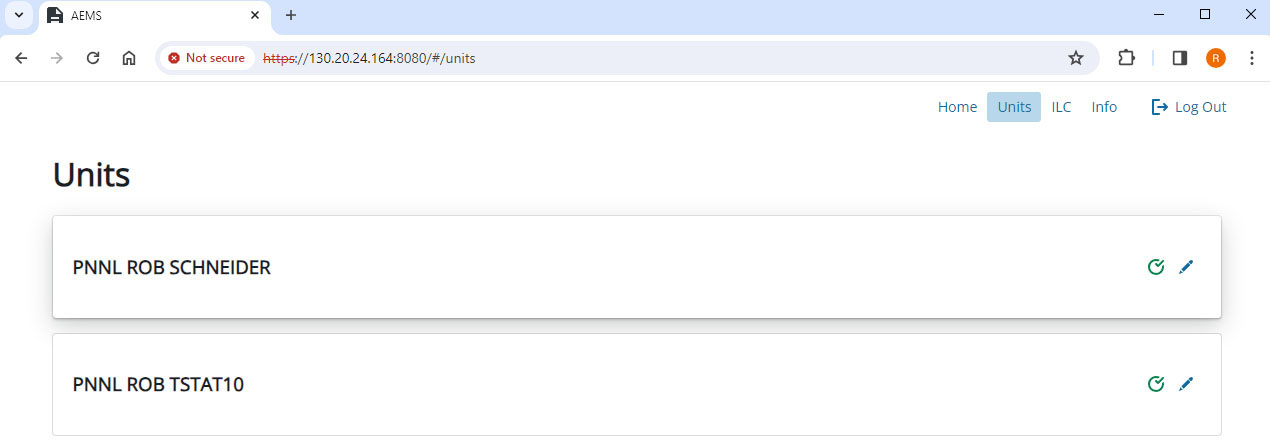 AEMS
Not secure https://130.20.24.164:8080/#/units
R
Home Units ILC Info Log Out
Units
PNNL ROB SCHNEIDER
PNNL ROB TSTAT10